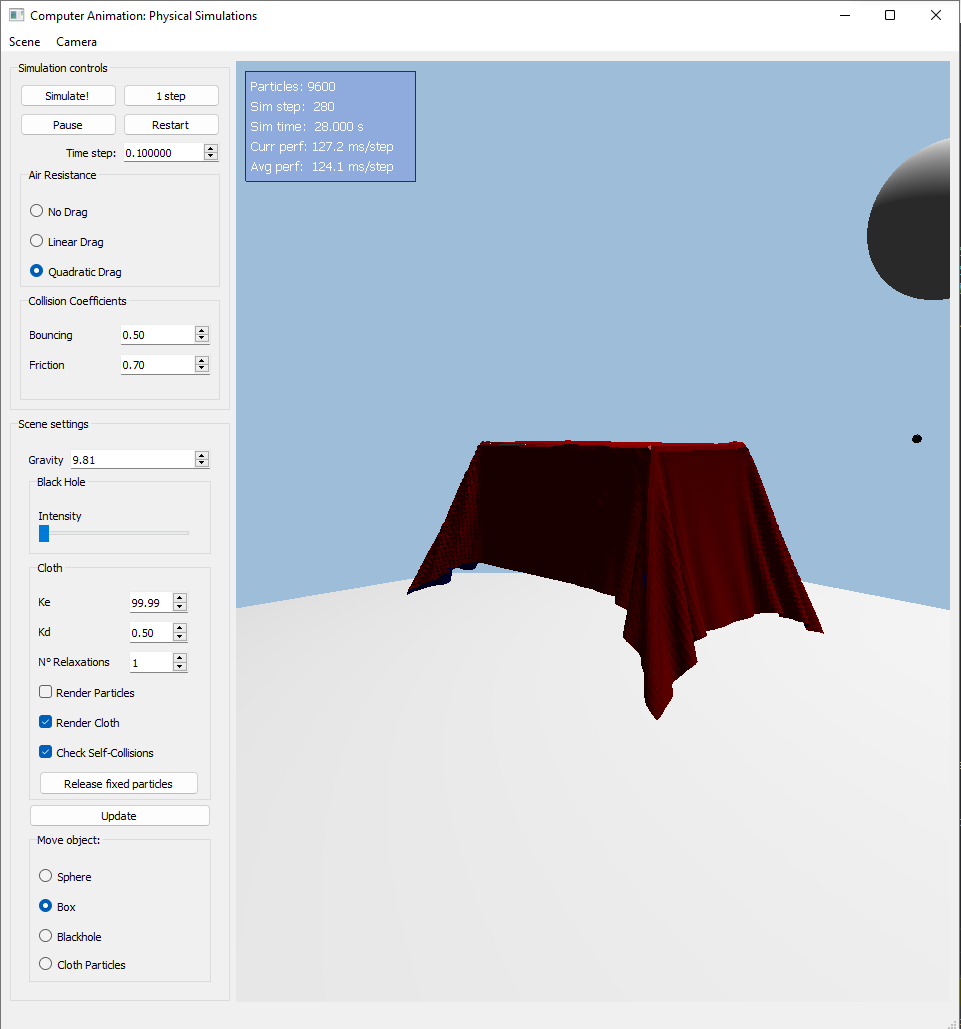 Computer Animation: Physical Simulations
Scene Camera
Simulation controls
Simulate! 1 step
Pause Restart
Time step: 0.100000
Air Resistance
No Drag
Linear Drag
Quadratic Drag
Collision Coefficients
Bouncing 0.50
Friction 0.70
Scene settings
Gravity 9.81
Black Hole
Intensity
Cloth
Ke 99.99
Kd 0.50
Nº Relaxations 1
Render Particles
Render Cloth
Check Self-Collisions
Release fixed particles
Update
Move object:
Sphere
Box
Blackhole
Cloth Particles
Particles: 9600
Sim step: 280
Sim time: 28.000 s
Curr perf: 127.2 ms/step
Avg perf: 124.1 ms/step